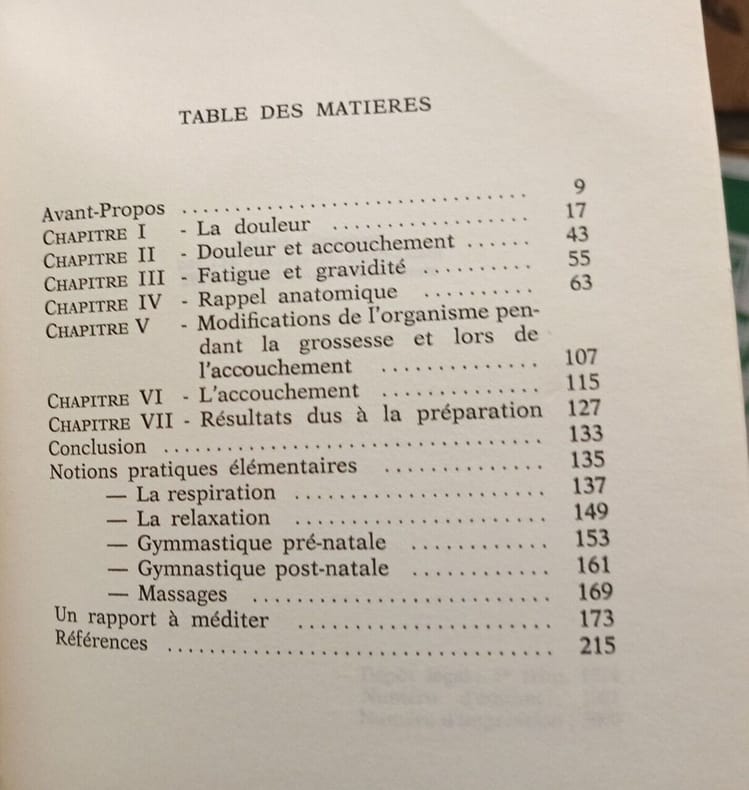 TABLE DES MATIERES
Avant-Propos ................................ 9
CHAPITRE I - La douleur .................. 17
CHAPITRE II - Douleur et accouchement ...... 43
CHAPITRE III - Fatigue et gravidité .......... 55
CHAPITRE IV - Rappel anatomique .......... 63
CHAPITRE V - Modifications de l'organisme pen-
dant la grossesse et lors de
l'accouchement .............. 107
CHAPITRE VI - L'accouchement .............. 115
CHAPITRE VII - Résultats dus à la préparation 127
Conclusion .................................. 133
Notions pratiques élémentaires .............. 135
— La respiration ...................... 137
— La relaxation ...................... 149
— Gymmastique pré-natale ............ 153
— Gymnastique post-natale ............ 161
— Massages .......................... 169
Un rapport à méditer ...................... 173
Références .................................. 215